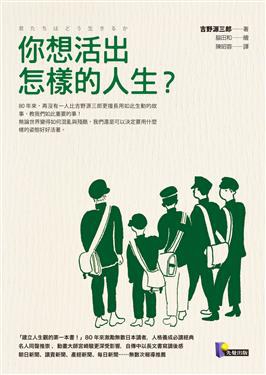 君たちはどう生きるか
你想活出
怎樣的人生？
吉野源三郎——著
脇田和——繪
陳昭蓉——譯
80年來，再沒有一人比吉野源三郎更擅長用如此生動的故
事，教我們如此重要的事！
無論世界變得如何混亂與殘酷，我們還是可以決定要用什麼
樣的姿態好好活著。
「建立人生觀的第一本書！」80年來激勵無數日本讀者，人格養成必讀經典
名人同聲推崇，動畫大師宮崎駿更深受影響，自傳中以長文書寫讀後感
朝日新聞、讀賣新聞、產經新聞、每日新聞……無數次報導推薦
先覺出版